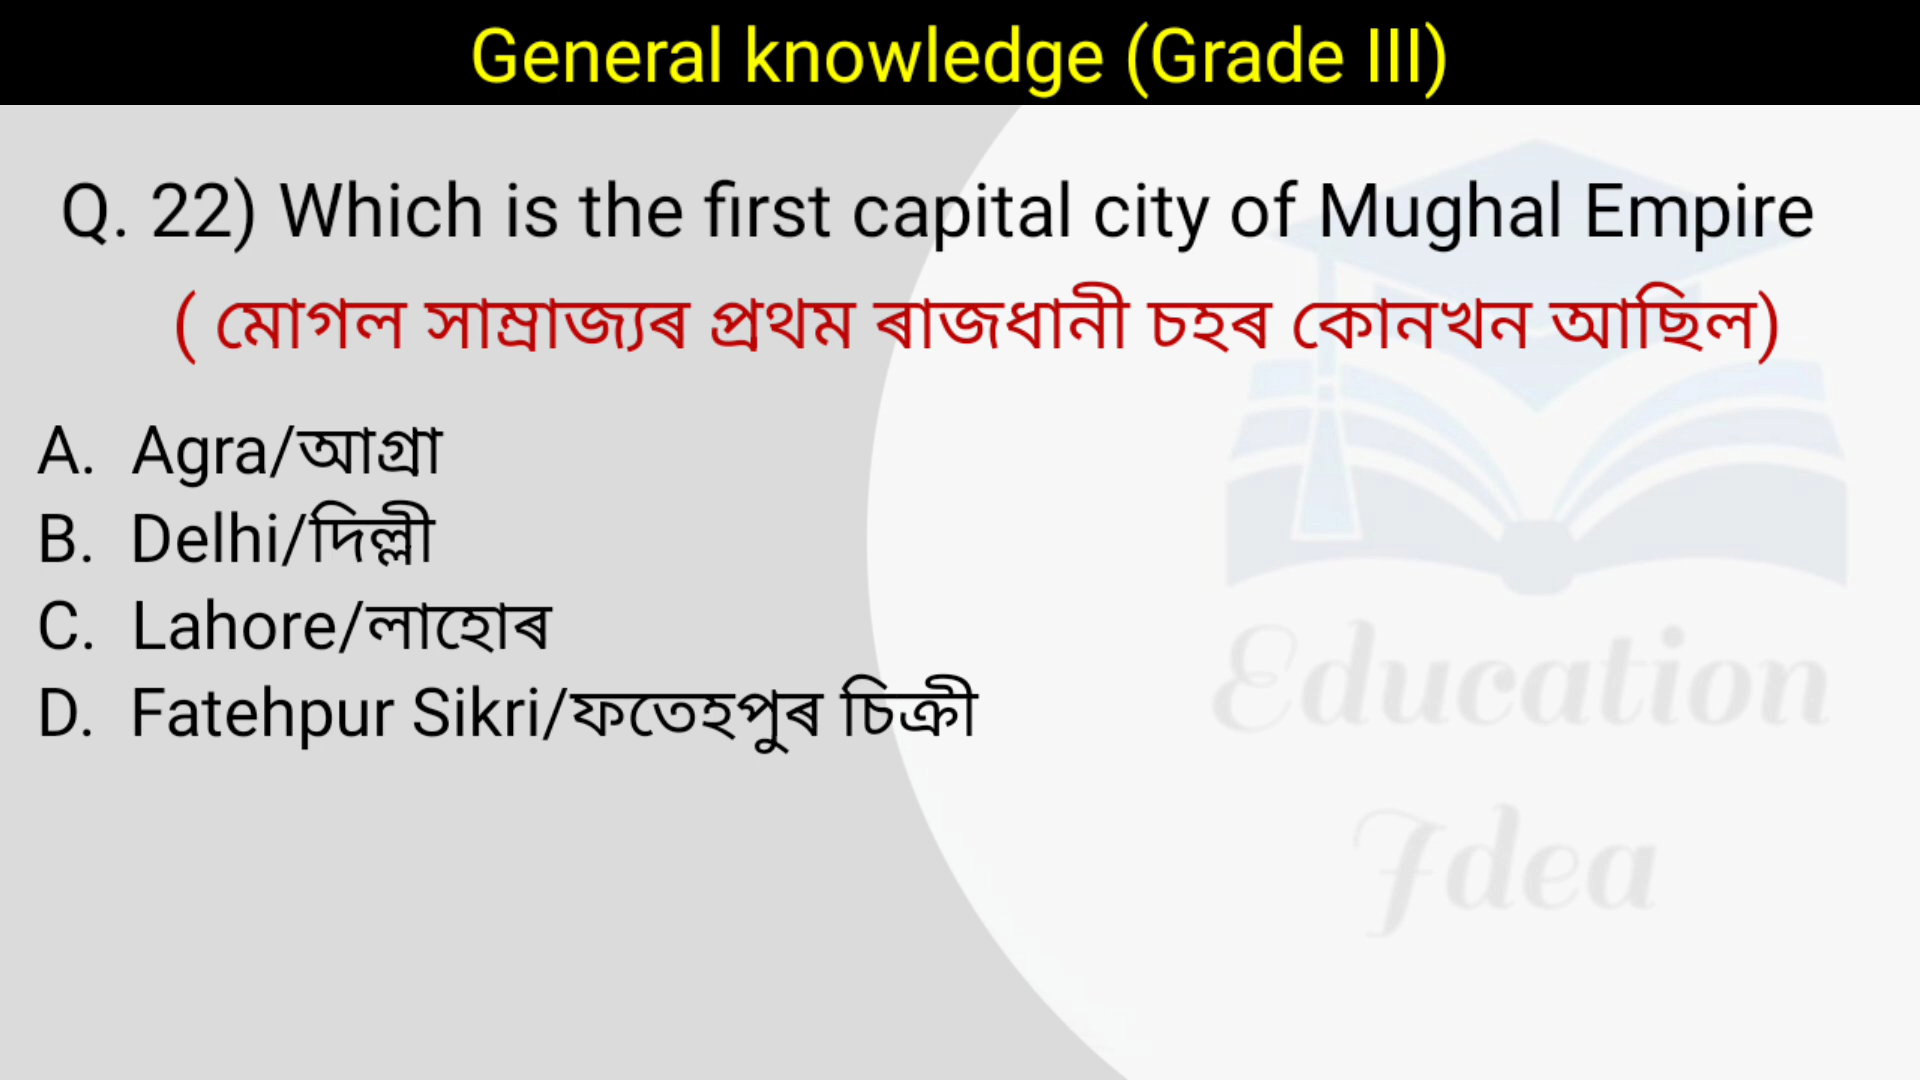 General knowledge (Grade III)
Q. 22) Which is the first capital city of Mughal Empire
( মোগল সাম্ৰাজ্যৰ প্ৰথম ৰাজধানী চহৰ কোনখন আছিল)
A. Agra/আগ্ৰা
B. Delhi/দিল্লী
C. Lahore/লাহোৰ
D. Fatehpur Sikri/ফতেহপুৰ চিক্ৰী
Education
Idea